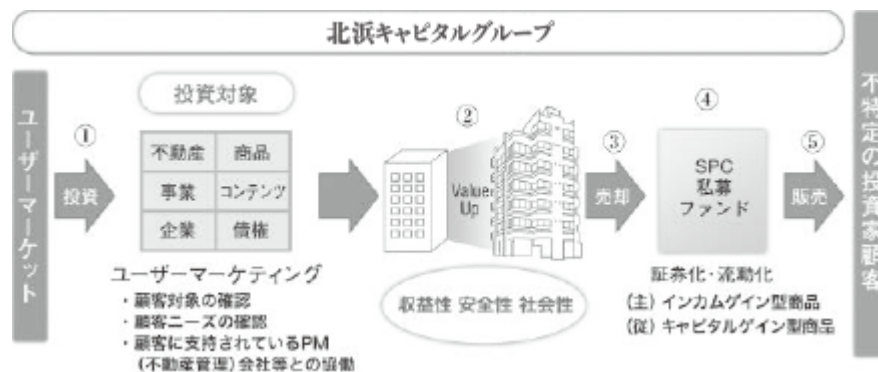 北浜キャピタルグループ
ユーザーマーケット
①
投資
投資対象
不動産 商品
事業 コンテンツ
企業 債権
ユーザーマーケティング
・顧客対象の確認
・顧客ニーズの確認
・顧客に支持されているPM
(不動産管理)会社等との協働
②
Value
Up
収益性 安全性 社会性
③
売却
④
SPC
私募
ファンド
証券化・流動化
(主) インカムゲイン型商品
(従) キャピタルゲイン型商品
⑤
販売
不特定の投資家顧客